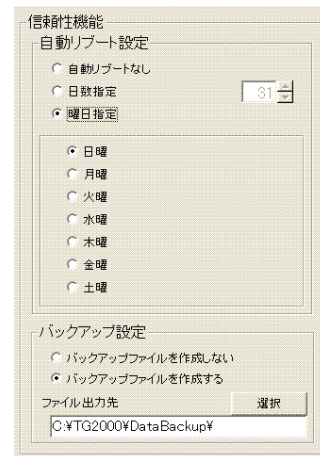 信頼性機能
自動リブート設定
自動リブートなし
日数指定
31
曜日指定
日曜
月曜
火曜
水曜
木曜
金曜
土曜
バックアップ設定
バックアップファイルを作成しない
バックアップファイルを作成する
ファイル出力先
選択
C:¥TG2000¥DataBackup¥